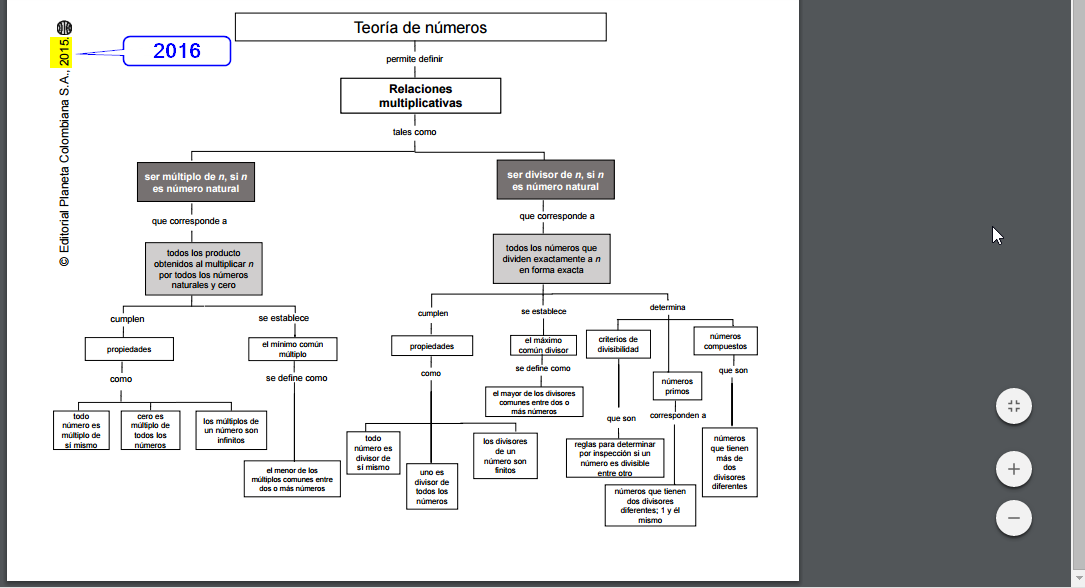 Teoría de números
2016
© Editorial Planeta Colombiana S.A., 2015.
permite definir
Relaciones
multiplicativas
tales como
ser múltiplo de n, si n
es número natural
que corresponde a
todos los producto
obtenidos al multiplicar n
por todos los números
naturales y cero
cumplen
propiedades
como
todo
número es
múltiplo de
sí mismo
cero es
múltiplo de
todos los
números
los múltiplos de
un número son
infinitos
se establece
el mínimo común
múltiplo
se define como
el menor de los
múltiplos comunes entre
dos o más números
ser divisor de n, si n
es número natural
que corresponde a
todos los números que
dividen exactamente a n
en forma exacta
cumplen
propiedades
como
todo
número es
divisor de
sí mismo
uno es
divisor de
todos los
números
los divisores
de un
número son
finitos
se establece
el máximo
común divisor
se define como
el mayor de los divisores
comunes entre dos o
más números
determina
criterios de
divisibilidad
que son
reglas para determinar
por inspección si un
número es divisible
entre otro
números
primos
corresponden a
números que tienen
dos divisores
diferentes; 1 y él
mismo
números
compuestos
que son
números
que tienen
más de
dos
divisores
diferentes